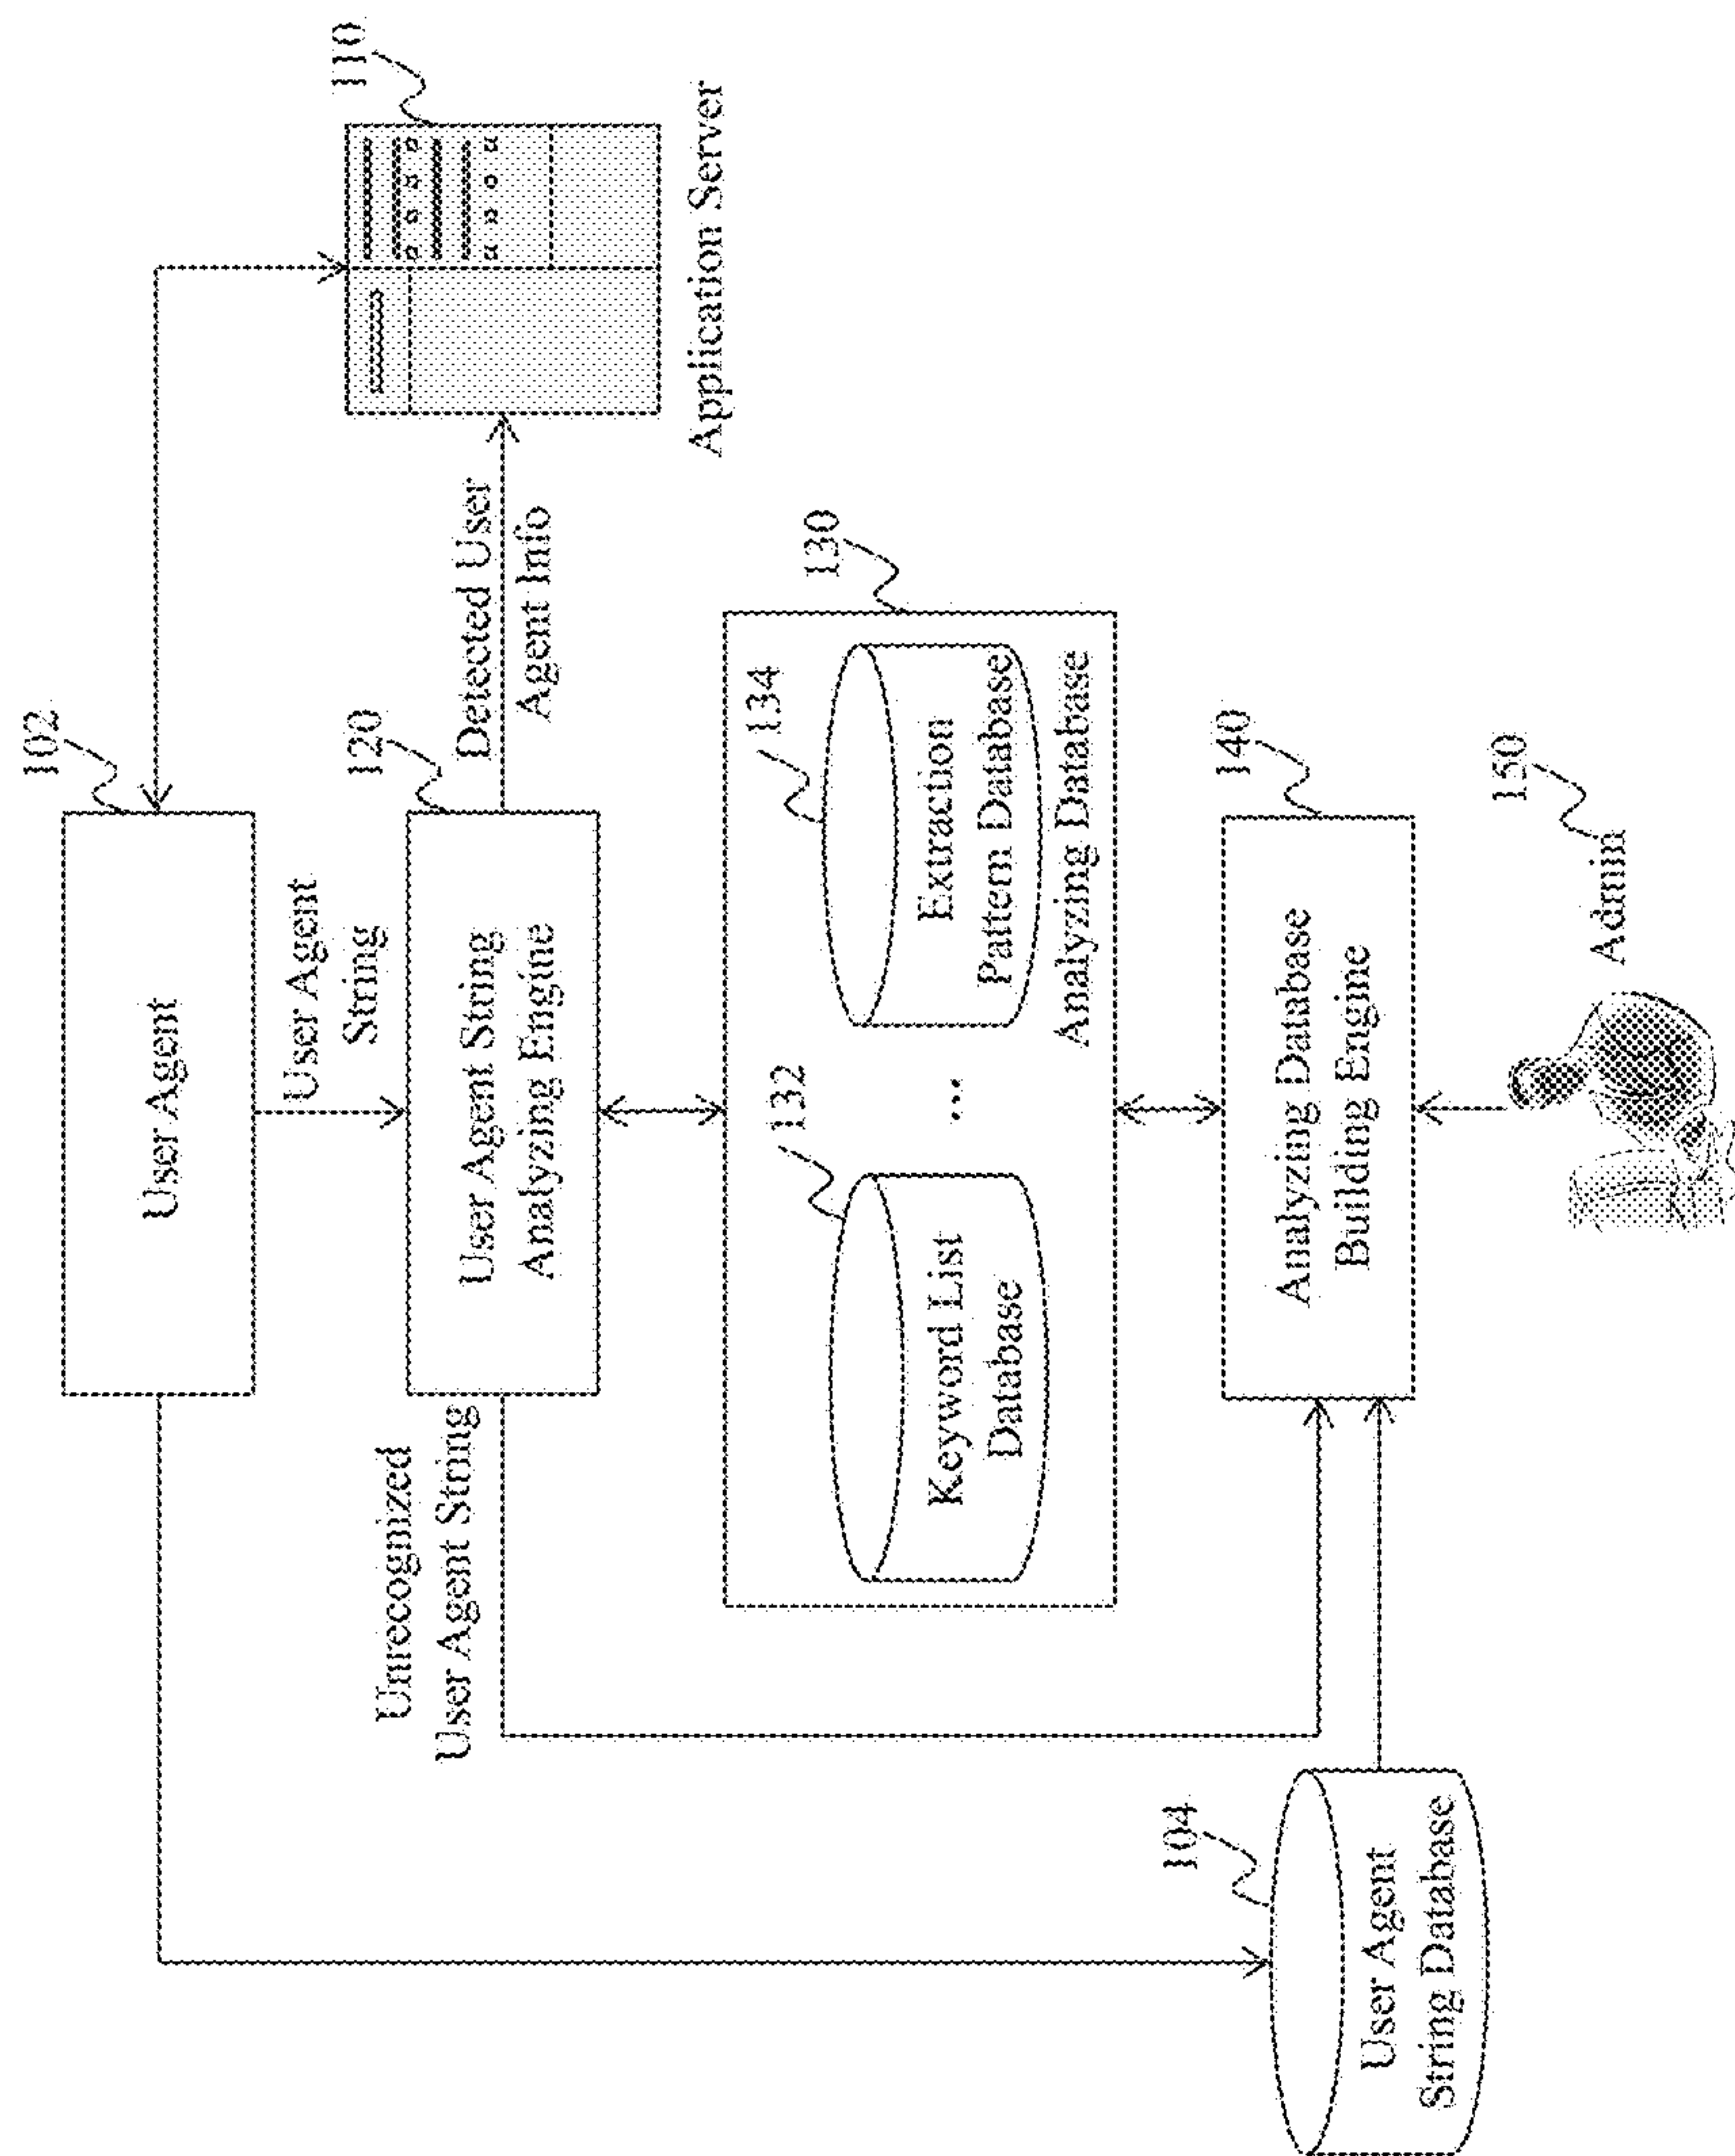 102
User Agent
110
User Agent
String
120
User Agent String
Analyzing Engine
Detected User
Agent Info
Application Server
Unrecognized
User Agent String
130
132
134
Keyword List
Database
...
Extraction
Pattern Database
Analyzing Database
104
User Agent
String Database
140
Analyzing Database
Building Engine
150
Admin